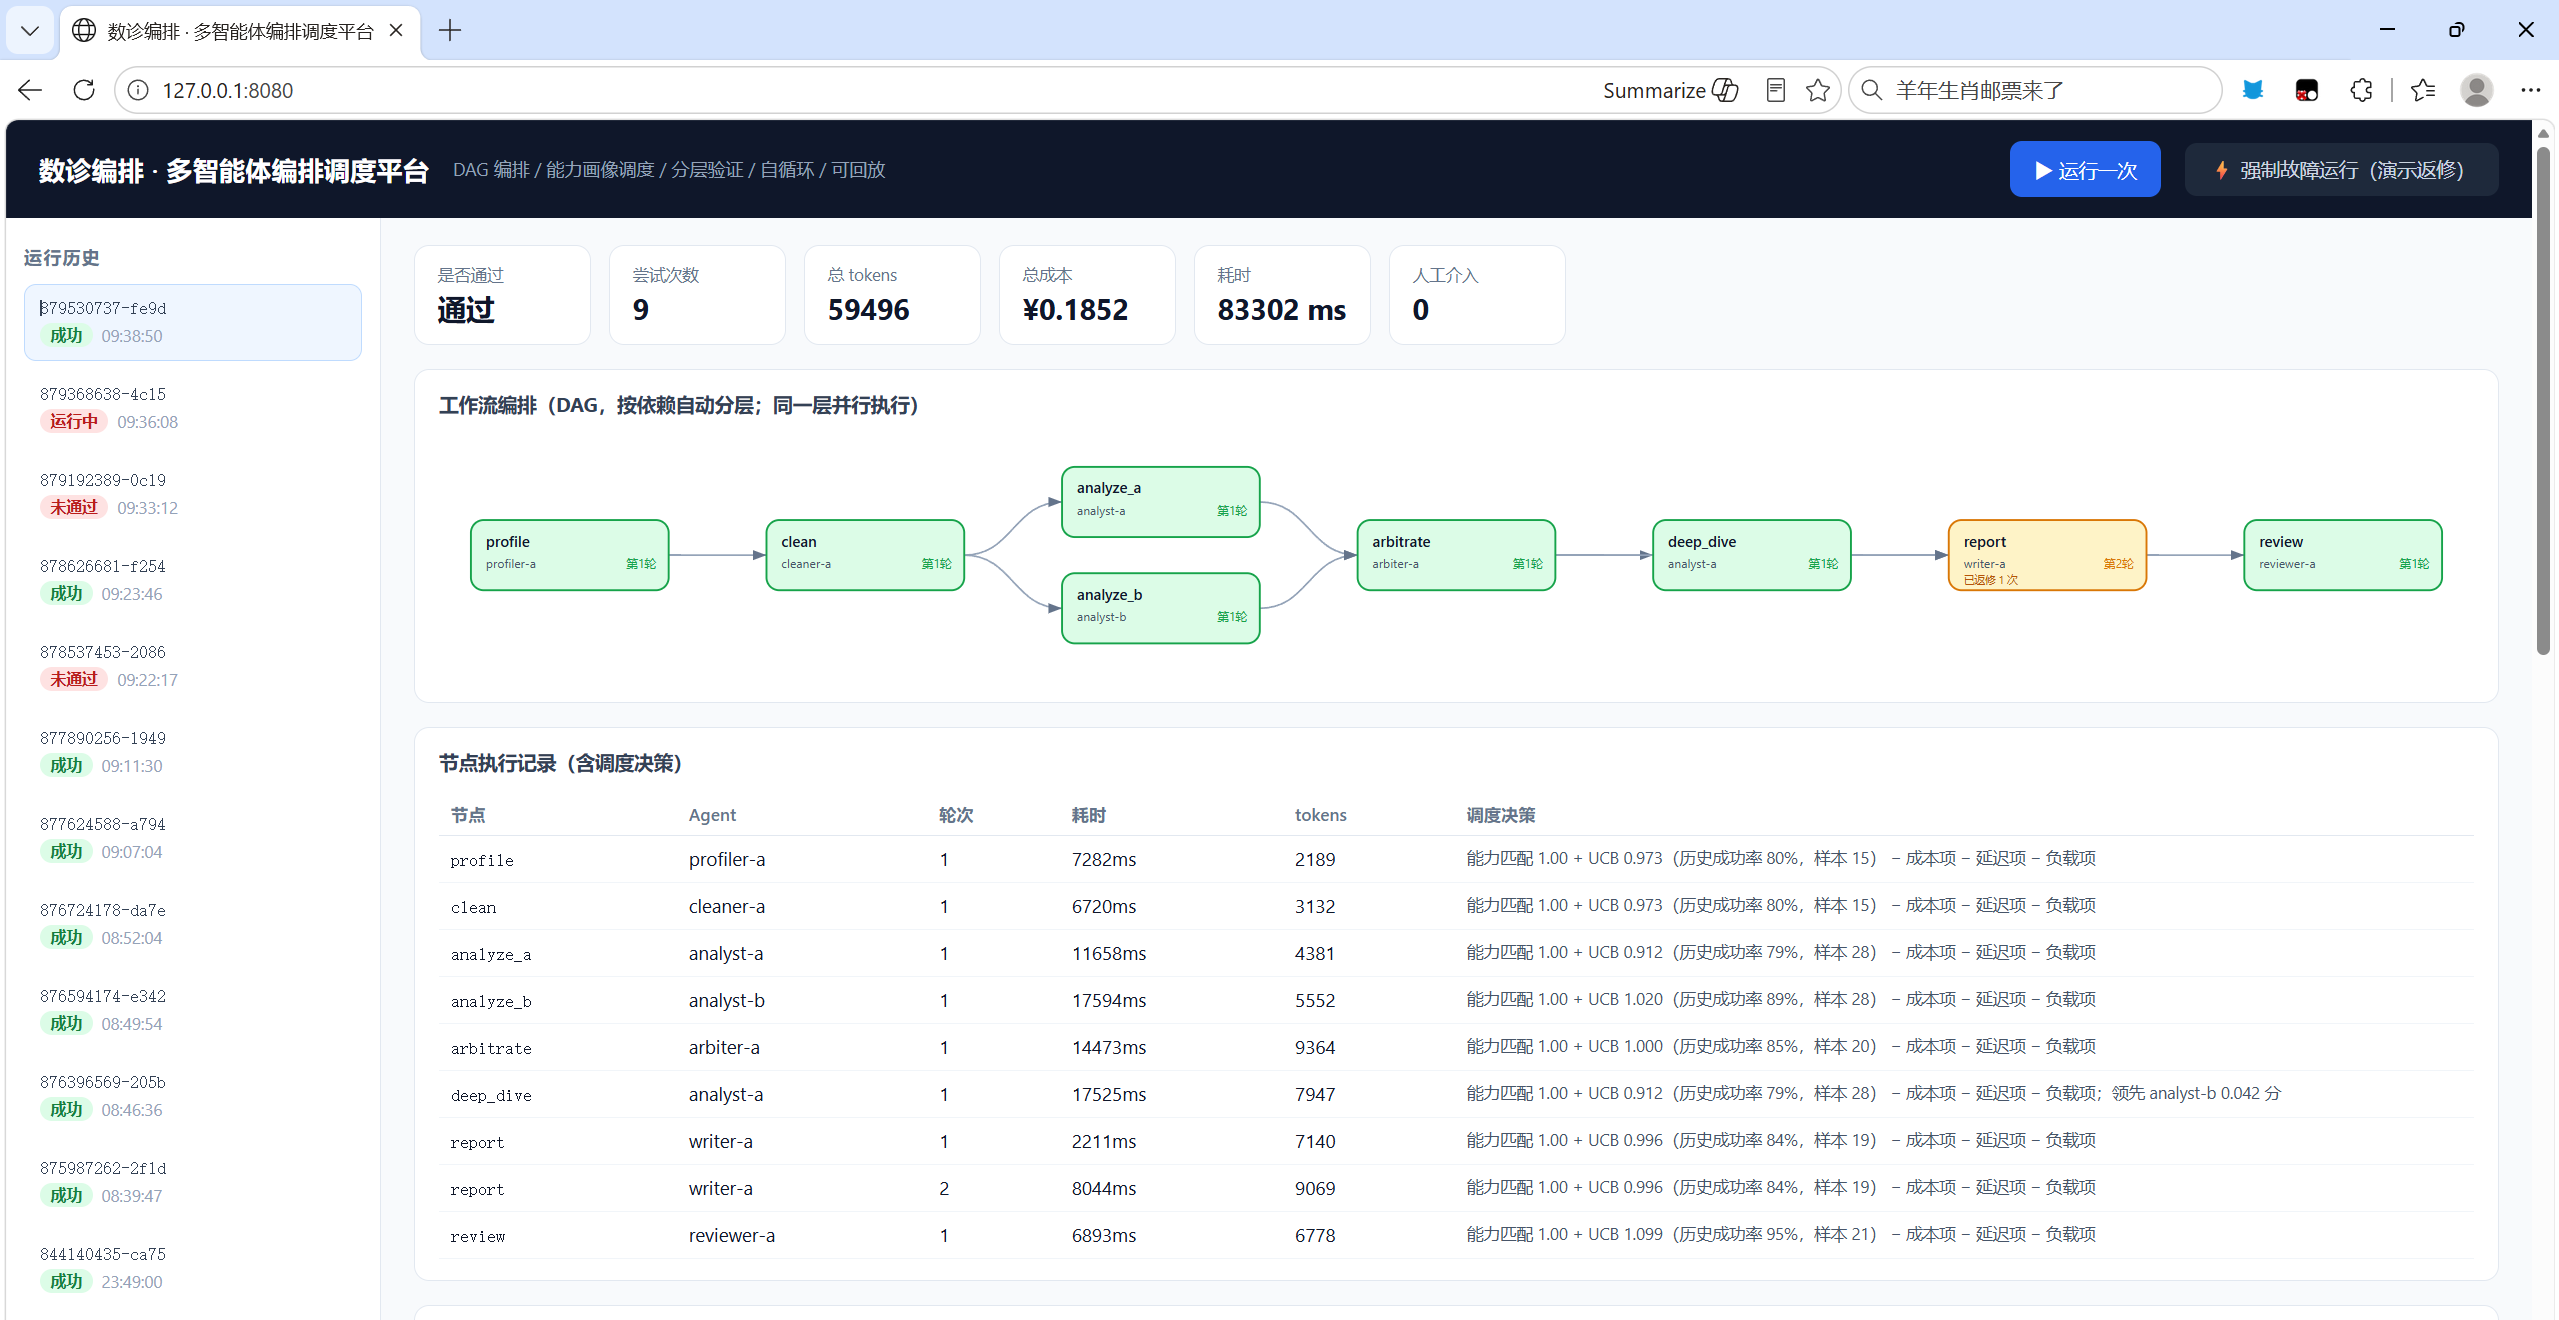 数诊编排 · 多智能体编排调度平台
127.0.0.1:8080
Summarize
羊年生肖邮票来了
数诊编排 · 多智能体编排调度平台
DAG 编排 / 能力画像调度 / 分层验证 / 自循环 / 可回放
▶ 运行一次
强制故障运行（演示返修）
运行历史
879530737-fe9d
成功 09:38:50
879368638-4c15
运行中 09:36:08
879192389-0c19
未通过 09:33:12
878626681-f254
成功 09:23:46
878537453-2086
未通过 09:22:17
877890256-1949
成功 09:11:30
877624588-a794
成功 09:07:04
876724178-da7e
成功 08:52:04
876594174-e342
成功 08:49:54
876396569-205b
成功 08:46:36
875987262-2f1d
成功 08:39:47
844140435-ca75
成功 23:49:00
是否通过
通过
尝试次数
9
总 tokens
59496
总成本
¥0.1852
耗时
83302 ms
人工介入
0
工作流编排（DAG，按依赖自动分层；同一层并行执行）
profile
profiler-a 第1轮
clean
cleaner-a 第1轮
analyze_a
analyst-a 第1轮
analyze_b
analyst-b 第1轮
arbitrate
arbiter-a 第1轮
deep_dive
analyst-a 第1轮
report
writer-a 第2轮
已返修 1 次
review
reviewer-a 第1轮
节点执行记录（含调度决策）
节点 Agent 轮次 耗时 tokens 调度决策
profile profiler-a 1 7282ms 2189 能力匹配 1.00 + UCB 0.973（历史成功率 80%，样本 15） − 成本项 − 延迟项 − 负载项
clean cleaner-a 1 6720ms 3132 能力匹配 1.00 + UCB 0.973（历史成功率 80%，样本 15） − 成本项 − 延迟项 − 负载项
analyze_a analyst-a 1 11658ms 4381 能力匹配 1.00 + UCB 0.912（历史成功率 79%，样本 28） − 成本项 − 延迟项 − 负载项
analyze_b analyst-b 1 17594ms 5552 能力匹配 1.00 + UCB 1.020（历史成功率 89%，样本 28） − 成本项 − 延迟项 − 负载项
arbitrate arbiter-a 1 14473ms 9364 能力匹配 1.00 + UCB 1.000（历史成功率 85%，样本 20） − 成本项 − 延迟项 − 负载项
deep_dive analyst-a 1 17525ms 7947 能力匹配 1.00 + UCB 0.912（历史成功率 79%，样本 28） − 成本项 − 延迟项 − 负载项；领先 analyst-b 0.042 分
report writer-a 1 2211ms 7140 能力匹配 1.00 + UCB 0.996（历史成功率 84%，样本 19） − 成本项 − 延迟项 − 负载项
report writer-a 2 8044ms 9069 能力匹配 1.00 + UCB 0.996（历史成功率 84%，样本 19） − 成本项 − 延迟项 − 负载项
review reviewer-a 1 6893ms 6778 能力匹配 1.00 + UCB 1.099（历史成功率 95%，样本 21） − 成本项 − 延迟项 − 负载项